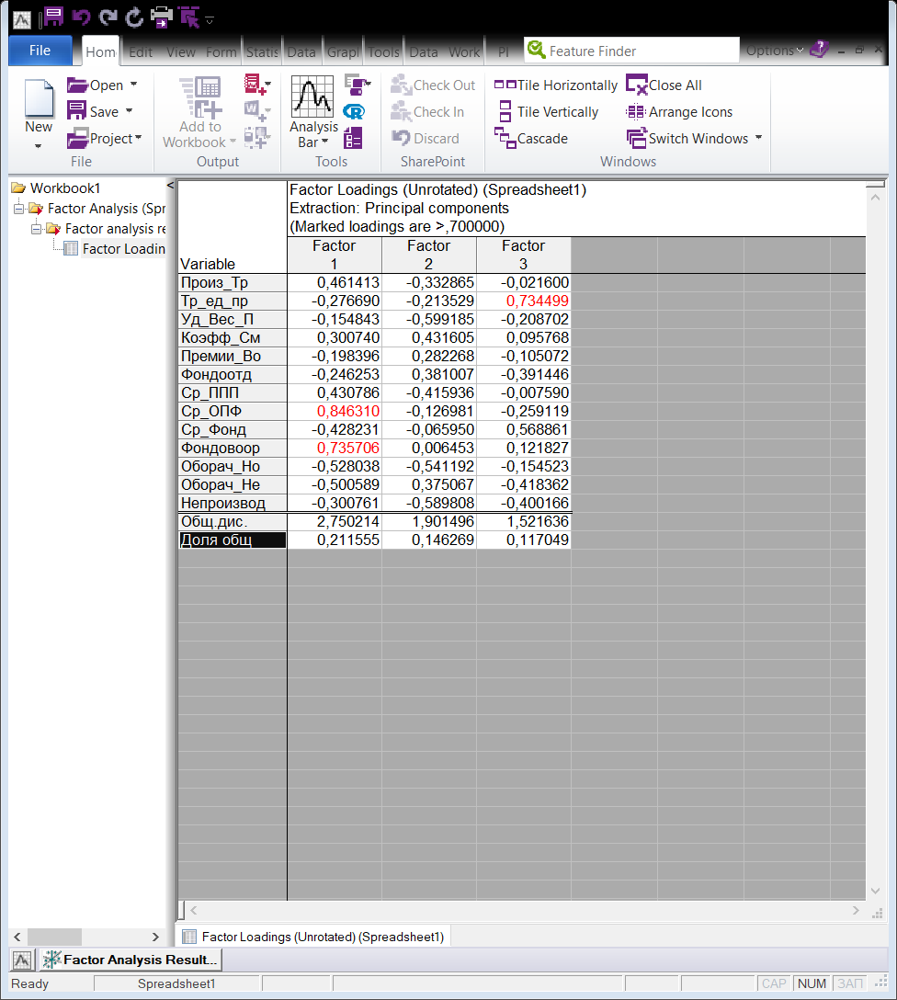 File Hom Edit View Form Statis Data Grapl Tools Data Work PI Feature Finder Options
New Open Save Project File
Add to Workbook Output
Analysis Bar Tools
Check Out Check In Discard SharePoint
Tile Horizontally Close All
Tile Vertically Arrange Icons
Cascade Switch Windows
Windows
Workbook1
Factor Analysis (Spr
Factor analysis re
Factor Loadin
Factor Loadings (Unrotated) (Spreadsheet1)
Extraction: Principal components
(Marked loadings are >,700000)
Variable Factor 1 Factor 2 Factor 3
Произ_Тр 0,461413 -0,332865 -0,021600
Тр_ед_пр -0,276690 -0,213529 0,734499
Уд_Вес_П -0,154843 -0,599185 -0,208702
Коэфф_См 0,300740 0,431605 0,095768
Премии_Во -0,198396 0,282268 -0,105072
Фондоотд -0,246253 0,381007 -0,391446
Ср_ППП 0,430786 -0,415936 -0,007590
Ср_ОПФ 0,846310 -0,126981 -0,259119
Ср_Фонд -0,428231 -0,065950 0,568861
Фондовоор 0,735706 0,006453 0,121827
Оборач_Но -0,528038 -0,541192 -0,154523
Оборач_Не -0,500589 0,375067 -0,418362
Непроизвод -0,300761 -0,589808 -0,400166
Общ.дис. 2,750214 1,901496 1,521636
Доля общ 0,211555 0,146269 0,117049
Factor Loadings (Unrotated) (Spreadsheet1)
Factor Analysis Result...
Ready Spreadsheet1 CAP NUM ЗАП